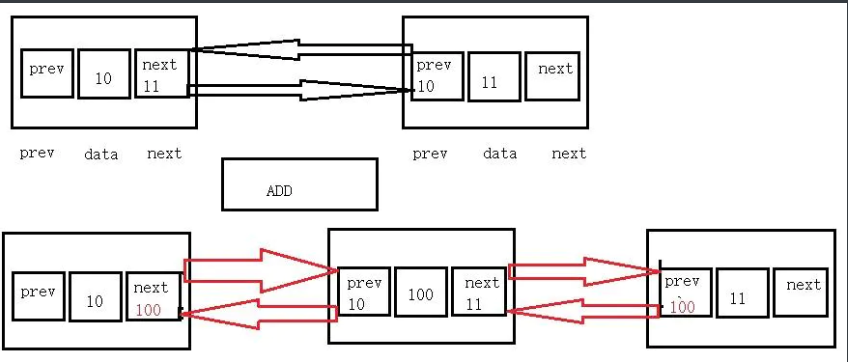 prev 10 next
11
prev
10 11 next
prev data next prev data next
ADD
prev 10 next
100
prev
10 100 next
11
prev
100 11 next